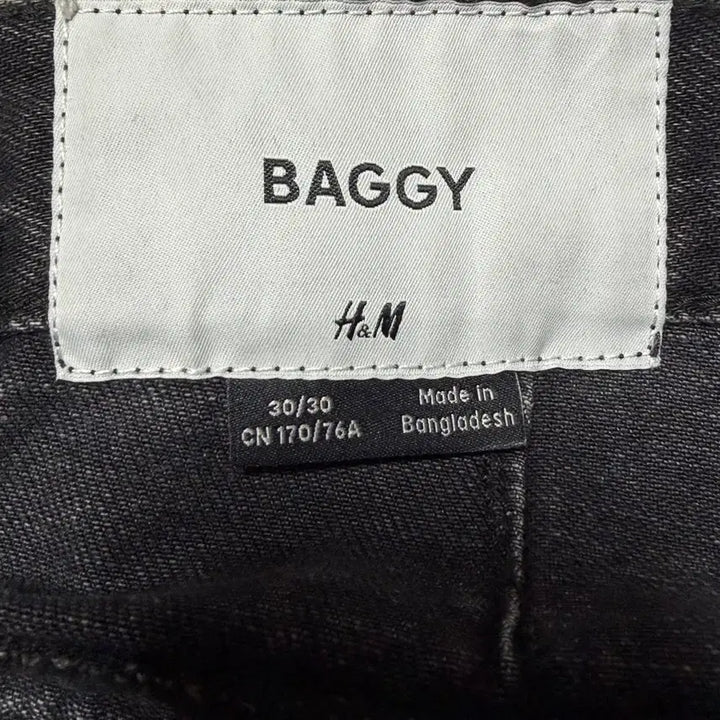 BAGGY
H&M
30/30
CN 170/76A
Made in
Bangladesh